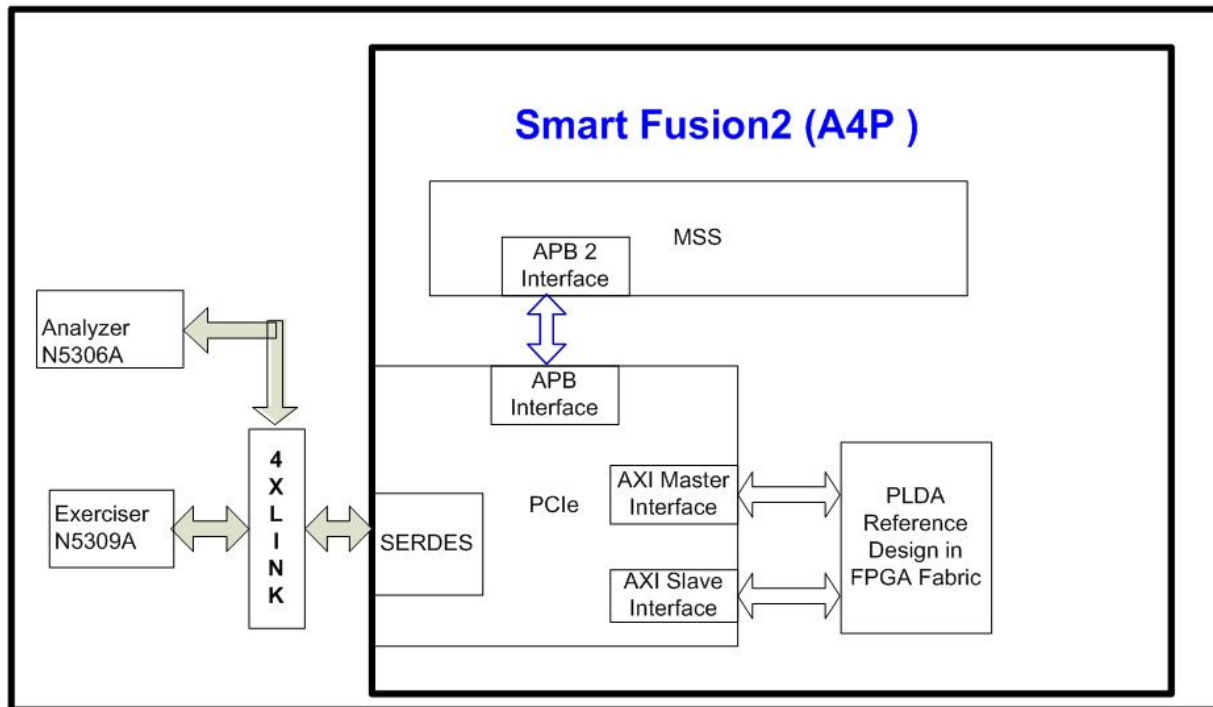 Smart Fusion2 (A4P )
MSS
APB 2
Interface
Analyzer
N5306A
APB
Interface
4
X
L
I
N
K
Exerciser
N5309A
SERDES
PCIe
AXI Master
Interface
AXI Slave
Interface
PLDA
Reference
Design in
FPGA Fabric